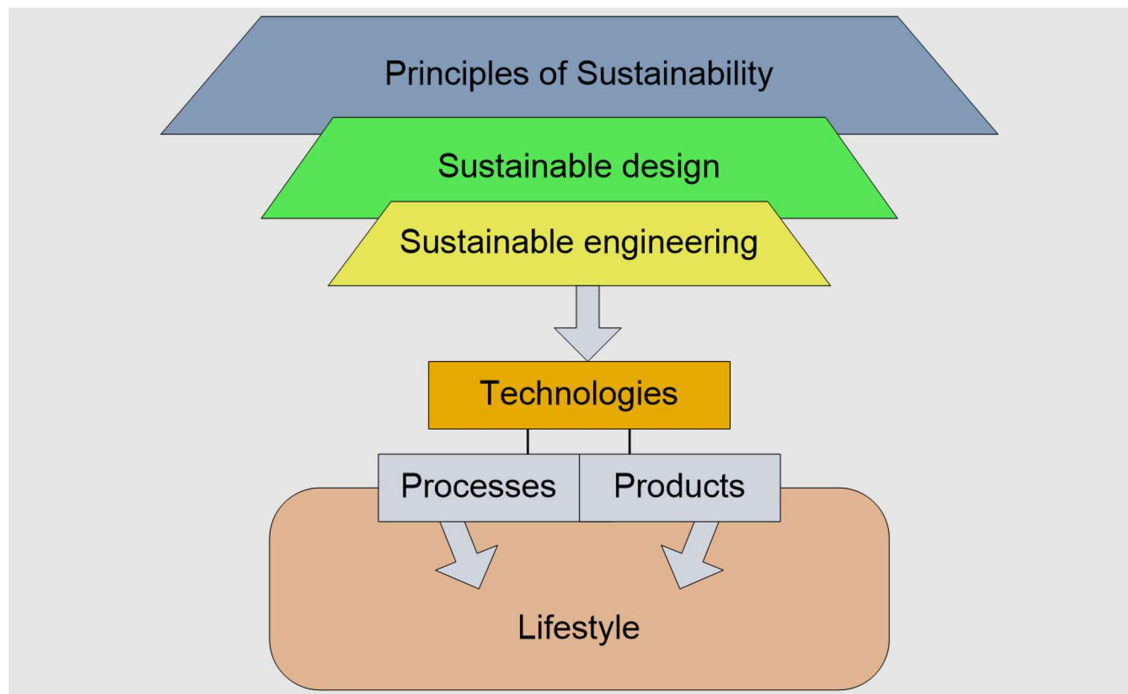 Principles of Sustainability
Sustainable design
Sustainable engineering
Technologies
Processes
Products
Lifestyle